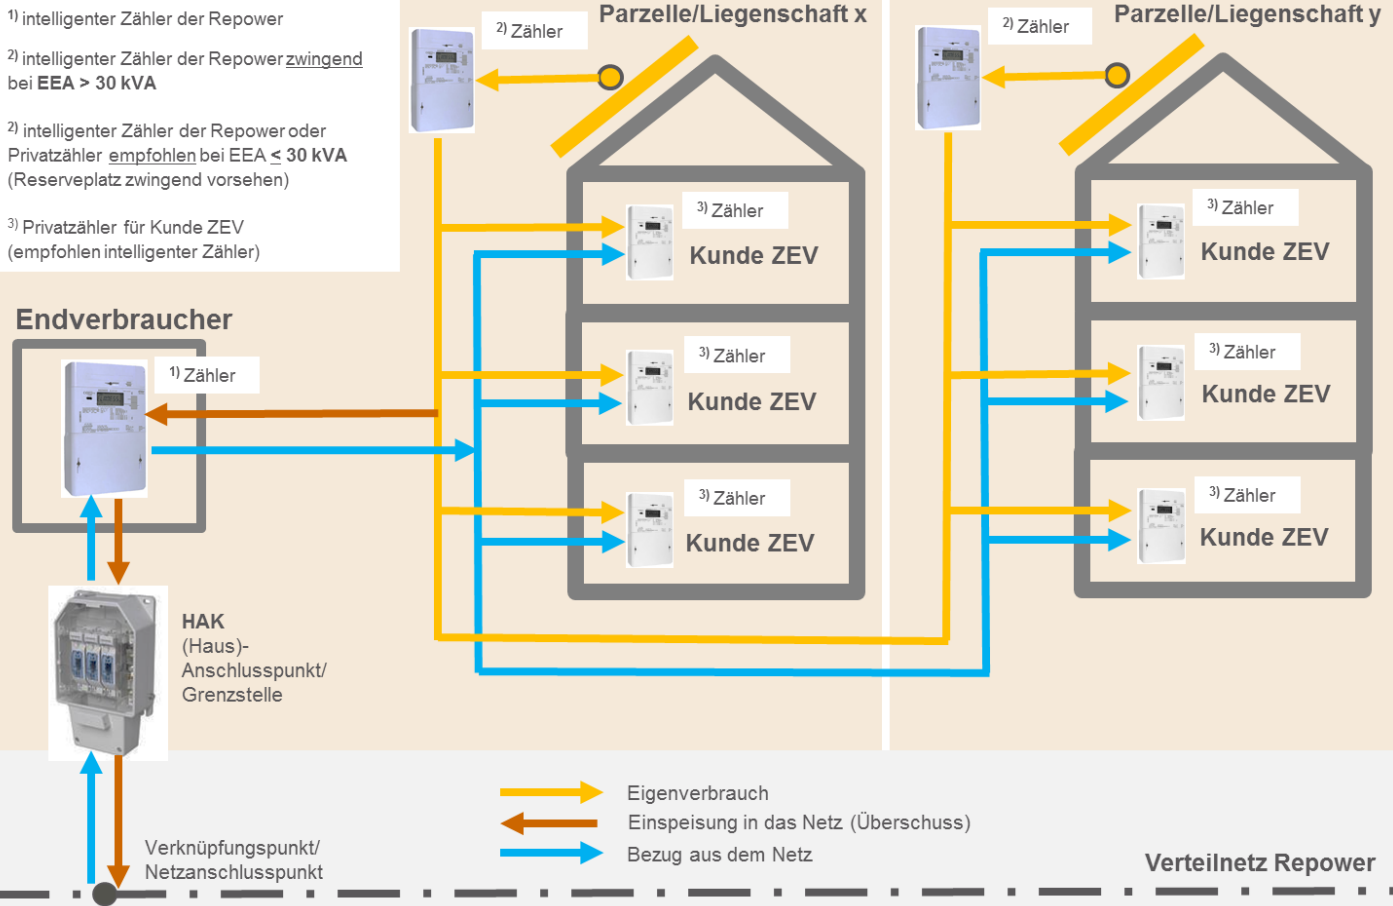 1) intelligenter Zähler der Repower
2) intelligenter Zähler der Repower zwingend
bei EEA > 30 kVA
2) intelligenter Zähler der Repower oder
Privatzähler empfohlen bei EEA < 30 kVA
(Reserveplatz zwingend vorsehen)
3) Privatzähler für Kunde ZEV
(empfohlen intelligenter Zähler)
Parzelle/Liegenschaft x
2) Zähler
3) Zähler
Kunde ZEV
3) Zähler
Kunde ZEV
3) Zähler
Kunde ZEV
Parzelle/Liegenschaft y
2) Zähler
3) Zähler
Kunde ZEV
3) Zähler
Kunde ZEV
3) Zähler
Kunde ZEV
Endverbraucher
1) Zähler
HAK
(Haus)-
Anschlusspunkt/
Grenzstelle
Verknüpfungspunkt/
Netzanschlusspunkt
Eigenverbrauch
Einspeisung in das Netz (Überschuss)
Bezug aus dem Netz
Verteilnetz Repower